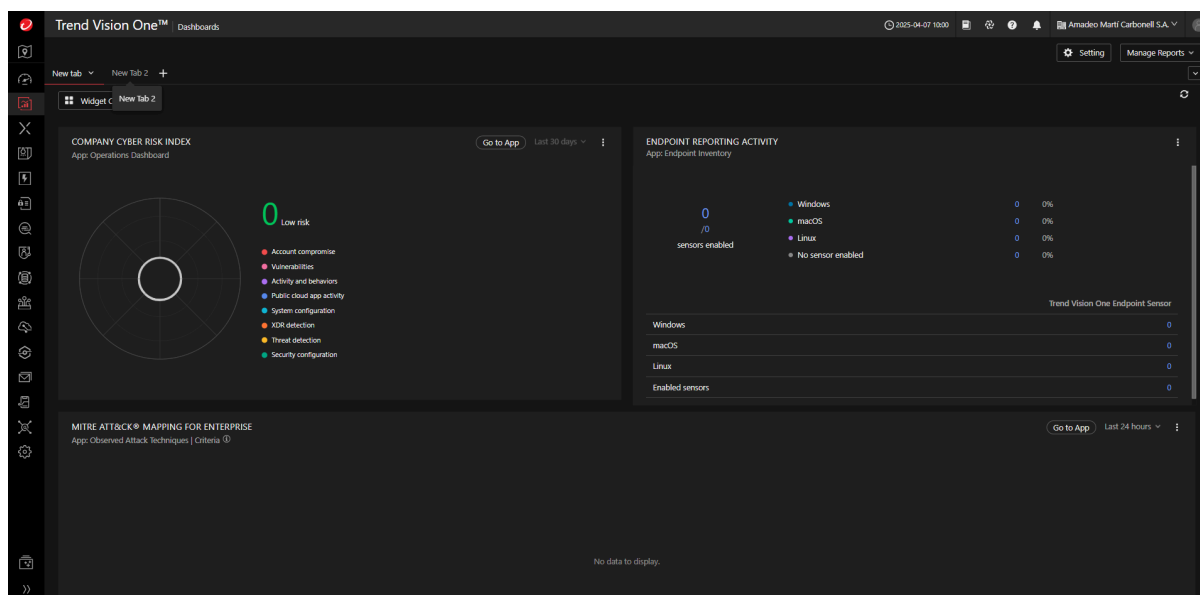 Trend Vision One™ | Dashboards
2025-04-07 10:00
Amadeo Martí Carbonell S.A.
Setting
Manage Reports
New tab
New Tab 2
New Tab 2
Widget C
COMPANY CYBER RISK INDEX
App: Operations Dashboard
Go to App
Last 30 days
0 Low risk
Account compromise
Vulnerabilities
Activity and behaviors
Public cloud app activity
System configuration
XDR detection
Threat detection
Security configuration
ENDPOINT REPORTING ACTIVITY
App: Endpoint Inventory
0
/0
sensors enabled
Windows 0 0%
macOS 0 0%
Linux 0 0%
No sensor enabled 0 0%
Trend Vision One Endpoint Sensor
Windows 0
macOS 0
Linux 0
Enabled sensors 0
MITRE ATT&CK® MAPPING FOR ENTERPRISE
App: Observed Attack Techniques | Criteria
Go to App
Last 24 hours
No data to display.